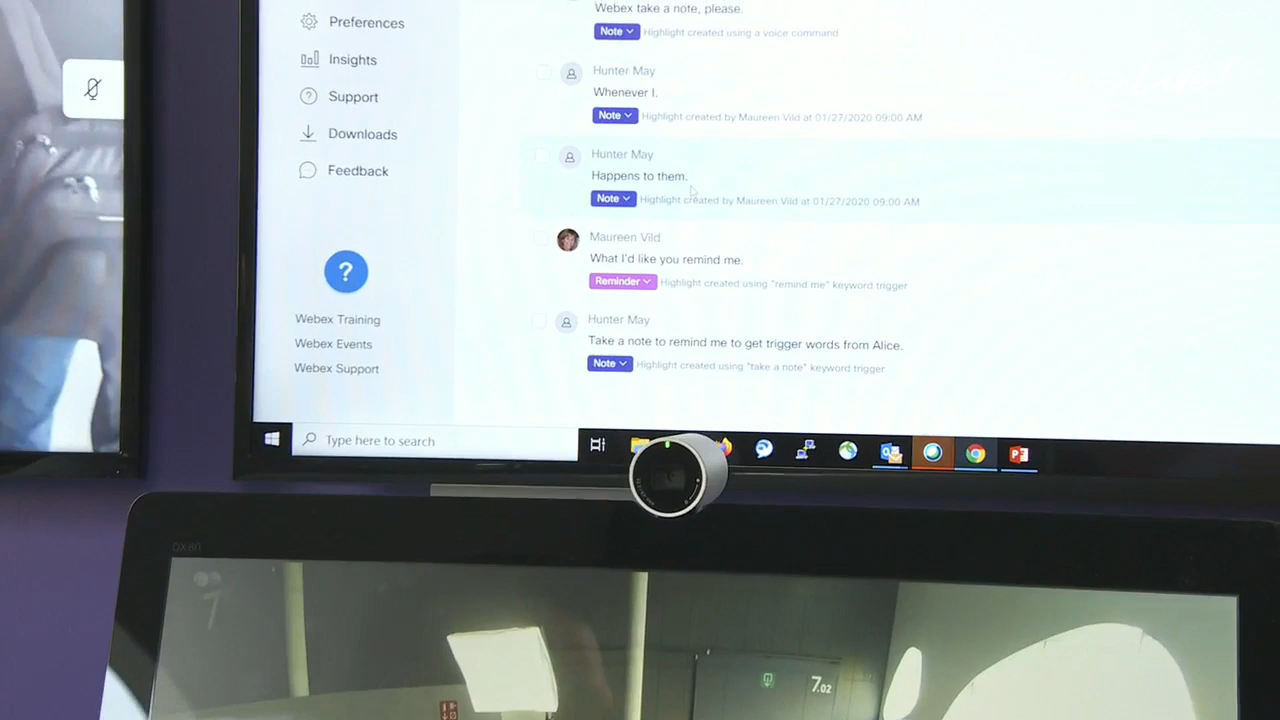 Preferences
Insights
Support
Downloads
Feedback
?
Webex Training
Webex Events
Webex Support
Webex take a note, please.
Note Highlight created using a voice command
Hunter May
Whenever I.
Note Highlight created by Maureen Vild at 01/27/2020 09:00 AM
Hunter May
Happens to them.
Note Highlight created by Maureen Vild at 01/27/2020 09:00 AM
Maureen Vild
What I'd like you remind me.
Reminder Highlight created using "remind me" keyword trigger
Hunter May
Take a note to remind me to get trigger words from Alice.
Note Highlight created using "take a note" keyword trigger
Type here to search
DX 80
7
7.02